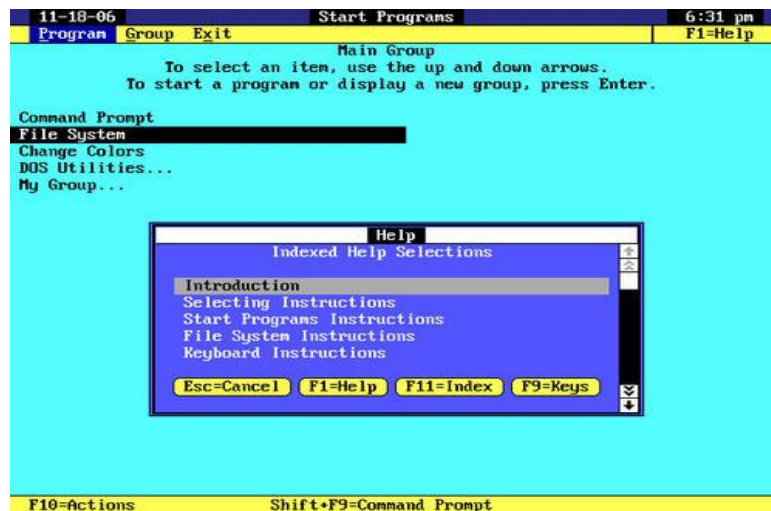 11-18-06 Start Programs 6:31 pm
Program Group Exit F1=Help
Main Group
To select an item, use the up and down arrows.
To start a program or display a new group, press Enter.
Command Prompt
File System
Change Colors
DOS Utilities...
My Group...
Help
Indexed Help Selections
Introduction
Selecting Instructions
Start Programs Instructions
File System Instructions
Keyboard Instructions
Esc=Cancel F1=Help F11=Index F9=Keys
F10=Actions Shift+F9=Command Prompt